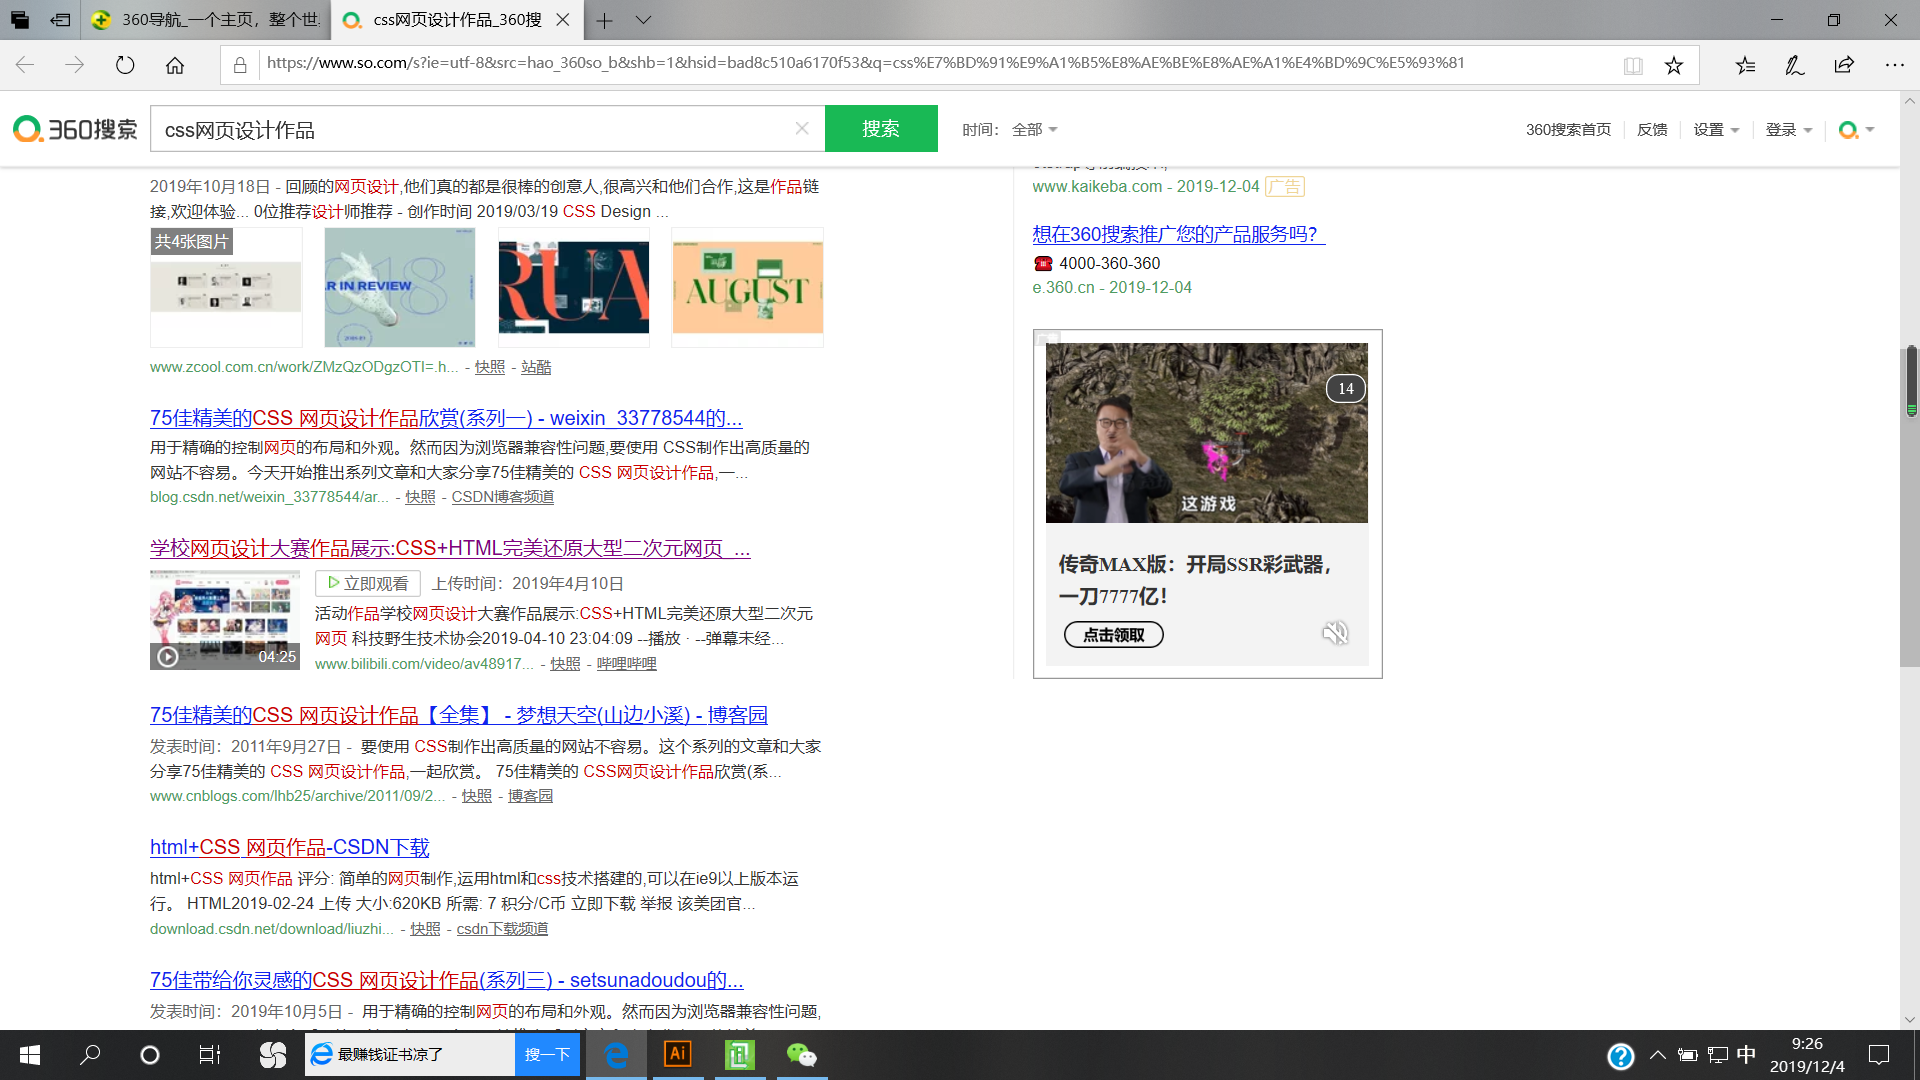 360导航_一个主页，整个世
css网页设计作品_360搜
https://www.so.com/s?ie=utf-8&src=hao_360so_b&shb=1&hsid=bad8c510a6170f53&q=css%E7%BD%91%E9%A1%B5%E8%AE%BE%E8%AE%A1%E4%BD%9C%E5%93%81
360搜索
css网页设计作品
搜索
时间： 全部
360搜索首页 反馈 设置 登录
2019年10月18日 - 回顾的网页设计,他们真的都是很棒的创意人,很高兴和他们合作,这是作品链
接,欢迎体验... 0位推荐设计师推荐 - 创作时间 2019/03/19 CSS Design ...
共4张图片
AR IN REVIEW
RUA
AUGUST
www.zcool.com.cn/work/ZMzQzODgzOTI=.h... - 快照 - 站酷
75佳精美的CSS 网页设计作品欣赏(系列一) - weixin_33778544的...
用于精确的控制网页的布局和外观。然而因为浏览器兼容性问题,要使用 CSS制作出高质量的
网站不容易。今天开始推出系列文章和大家分享75佳精美的 CSS 网页设计作品,一...
blog.csdn.net/weixin_33778544/ar... - 快照 - CSDN博客频道
学校网页设计大赛作品展示:CSS+HTML完美还原大型二次元网页_...
04:25
立即观看 上传时间：2019年4月10日
活动作品学校网页设计大赛作品展示:CSS+HTML完美还原大型二次元
网页 科技野生技术协会2019-04-10 23:04:09 --播放 · --弹幕未经...
www.bilibili.com/video/av48917... - 快照 - 哔哩哔哩
75佳精美的CSS 网页设计作品【全集】 - 梦想天空(山边小溪) - 博客园
发表时间：2011年9月27日 - 要使用 CSS制作出高质量的网站不容易。这个系列的文章和大家
分享75佳精美的 CSS 网页设计作品,一起欣赏。 75佳精美的 CSS网页设计作品欣赏(系...
www.cnblogs.com/lhb25/archive/2011/09/2... - 快照 - 博客园
html+CSS 网页作品-CSDN下载
html+CSS 网页作品 评分: 简单的网页制作,运用html和css技术搭建的,可以在ie9以上版本运
行。 HTML2019-02-24 上传 大小:620KB 所需: 7 积分/C币 立即下载 举报 该美团官...
download.csdn.net/download/liuzhi... - 快照 - csdn下载频道
75佳带给你灵感的CSS 网页设计作品(系列三) - setsunadoudou的...
发表时间：2019年10月5日 - 用于精确的控制网页的布局和外观。然而因为浏览器兼容性问题,
www.kaikeba.com - 2019-12-04 广告
想在360搜索推广您的产品服务吗？
4000-360-360
e.360.cn - 2019-12-04
14
这游戏
传奇MAX版：开局SSR彩武器，
一刀7777亿！
点击领取
最赚钱证书凉了
搜一下
Ai
中
9:26
2019/12/4